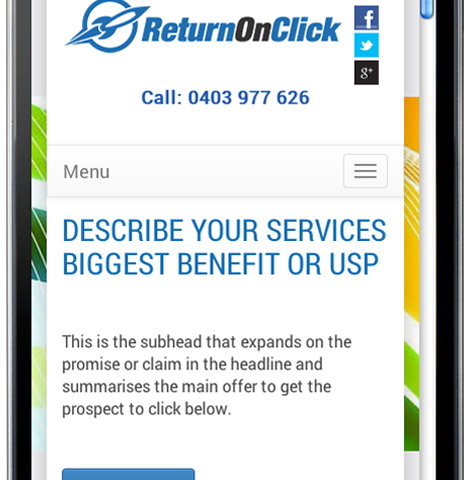 ReturnOnClick
f
g+
Call: 0403 977 626
Menu
DESCRIBE YOUR SERVICES
BIGGEST BENEFIT OR USP
This is the subhead that expands on the
promise or claim in the headline and
summarises the main offer to get the
prospect to click below.